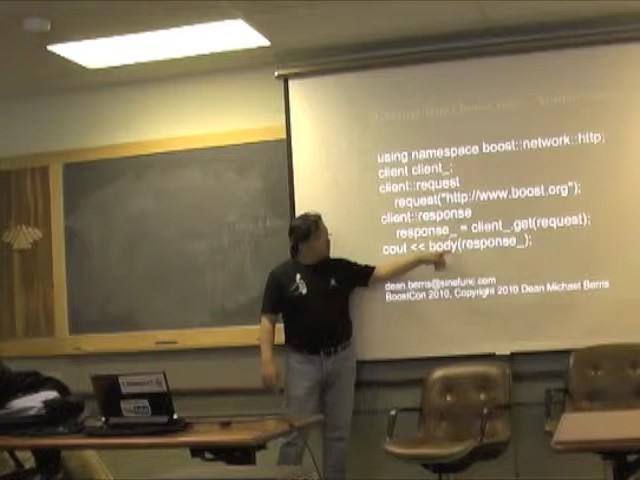 using namespace boost::network::http;
client client_;
client::request
request("http://www.boost.org");
client::response
response_ = client_.get(request);
cout << body(response_);
dean.berris@sinefunc.com
BoostCon 2010, Copyright 2010 Dean Michael Berris